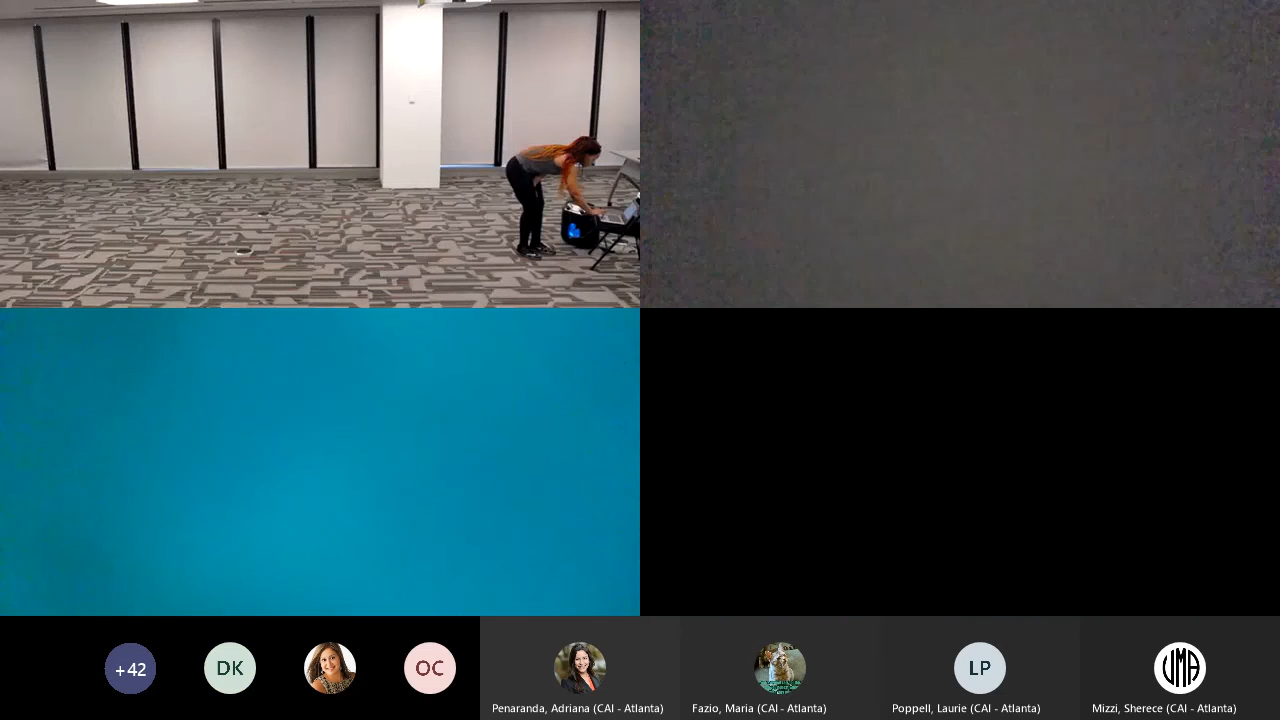 +42
DK
OC
LP
UMA
Penaranda, Adriana (CAI - Atlanta)
Fazio, Maria (CAI - Atlanta)
Poppell, Laurie (CAI - Atlanta)
Mizzi, Sherece (CAI - Atlanta)